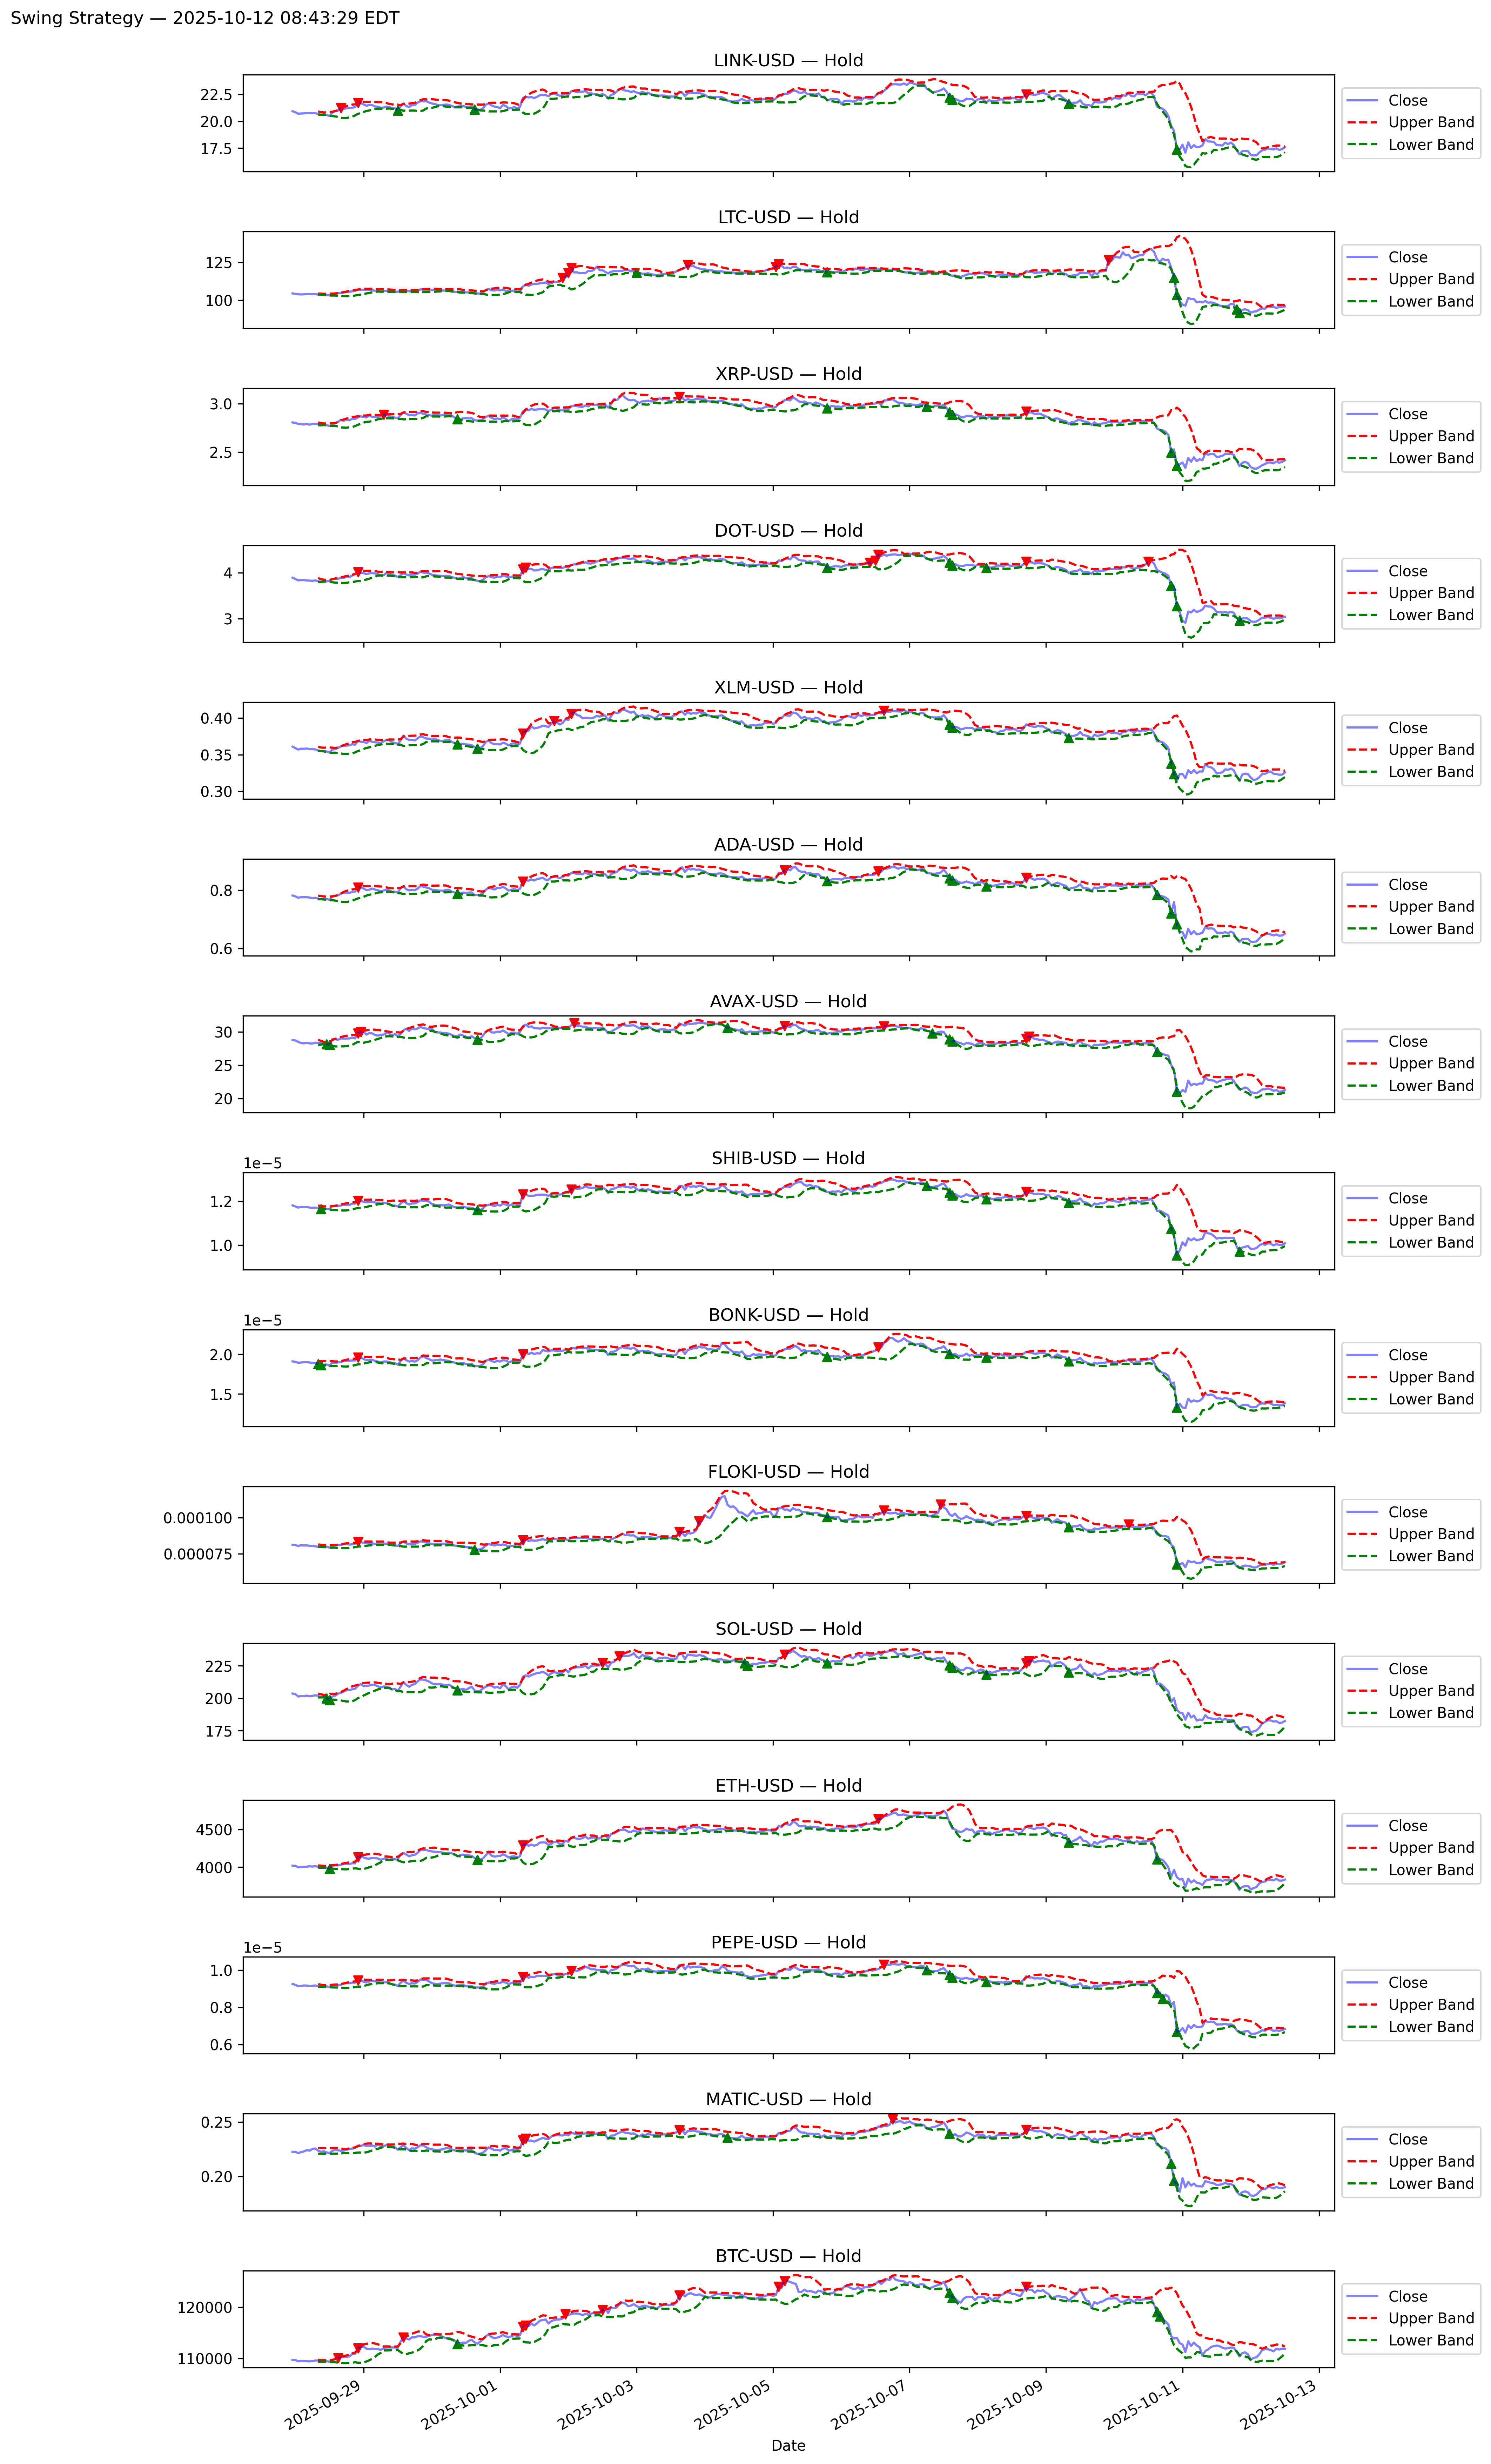 Swing Strategy — 2025-10-12 08:43:29 EDT
LINK-USD — Hold
22.5
20.0
17.5
Close
Upper Band
Lower Band
LTC-USD — Hold
125
100
Close
Upper Band
Lower Band
XRP-USD — Hold
3.0
2.5
Close
Upper Band
Lower Band
DOT-USD — Hold
4
3
Close
Upper Band
Lower Band
XLM-USD — Hold
0.40
0.35
0.30
Close
Upper Band
Lower Band
ADA-USD — Hold
0.8
0.6
Close
Upper Band
Lower Band
AVAX-USD — Hold
30
25
20
Close
Upper Band
Lower Band
SHIB-USD — Hold
1e−5
1.2
1.0
Close
Upper Band
Lower Band
BONK-USD — Hold
1e−5
2.0
1.5
Close
Upper Band
Lower Band
FLOKI-USD — Hold
0.000100
0.000075
Close
Upper Band
Lower Band
SOL-USD — Hold
225
200
175
Close
Upper Band
Lower Band
ETH-USD — Hold
4500
4000
Close
Upper Band
Lower Band
PEPE-USD — Hold
1e−5
1.0
0.8
0.6
Close
Upper Band
Lower Band
MATIC-USD — Hold
0.25
0.20
Close
Upper Band
Lower Band
BTC-USD — Hold
120000
110000
Close
Upper Band
Lower Band
2025-09-29
2025-10-01
2025-10-03
2025-10-05
2025-10-07
2025-10-09
2025-10-11
2025-10-13
Date